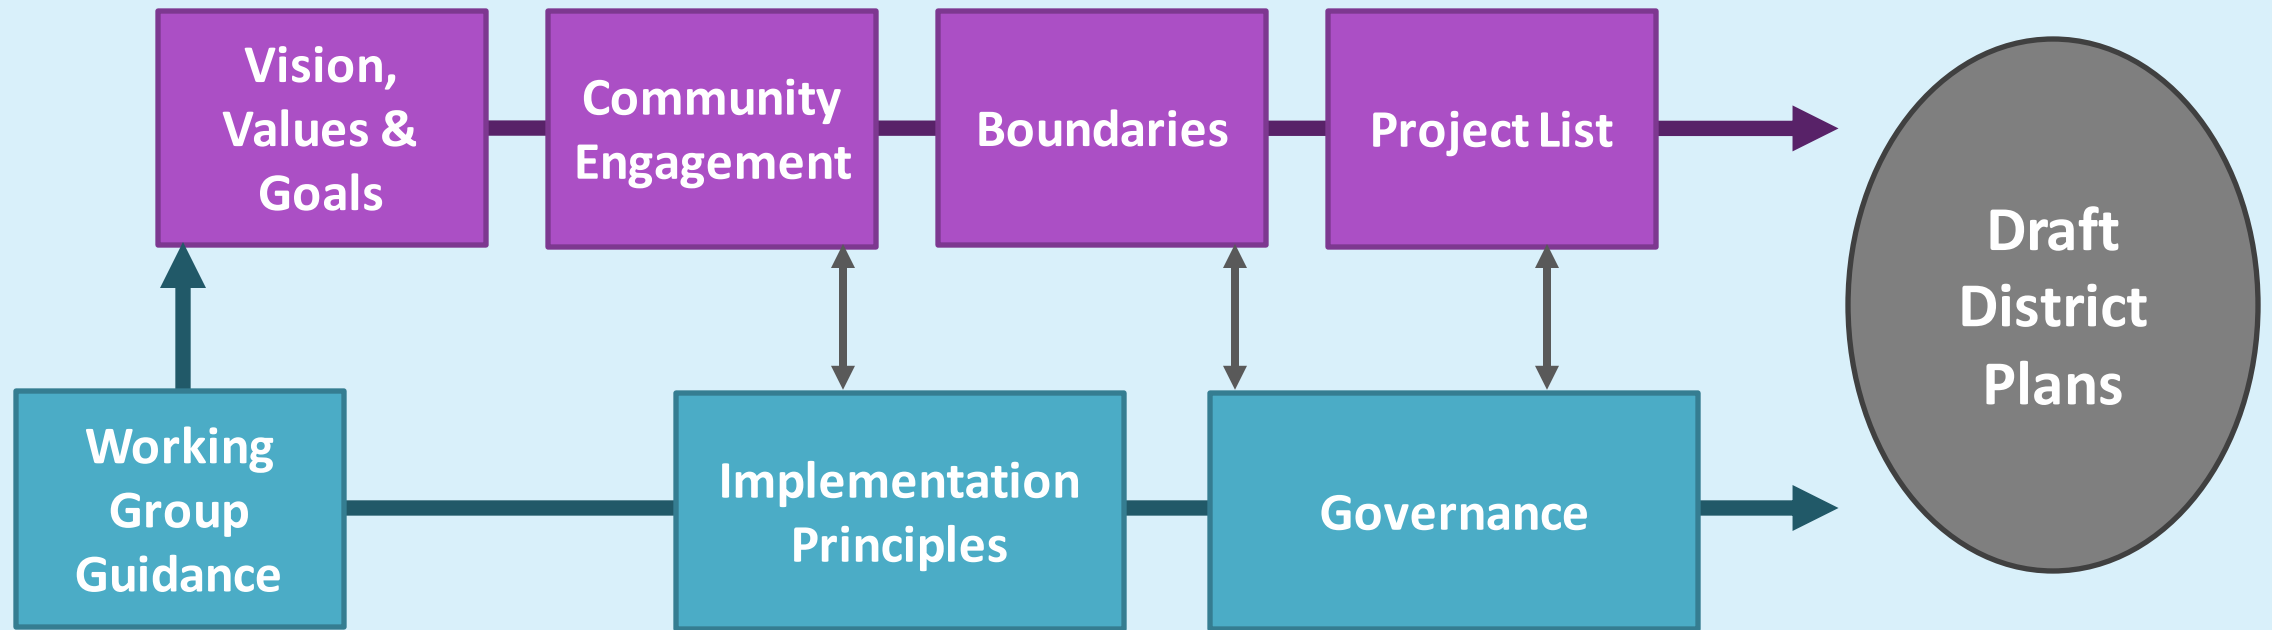 Vision,
Values &
Goals
Community
Engagement
Boundaries
Project List
Draft
District
Plans
Working
Group
Guidance
Implementation
Principles
Governance